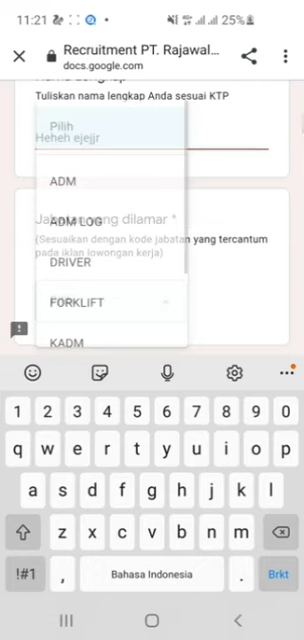 11:21
25%
Recruitment PT. Rajawal...
docs.google.com
Tuliskan nama lengkap Anda sesuai KTP
Pilih
Heheh ejejjr
ADM
Jabatan yang dilamar *
ADM LOG
(Sesuaikan dengan kode jabatan yang tercantum
pada iklan lowongan kerja)
DRIVER
FORKLIFT
KADM
1 2 3 4 5 6 7 8 9 0
q w e r t y u i o p
a s d f g h j k l
z x c v b n m
!#1 , Bahasa Indonesia . Brkt